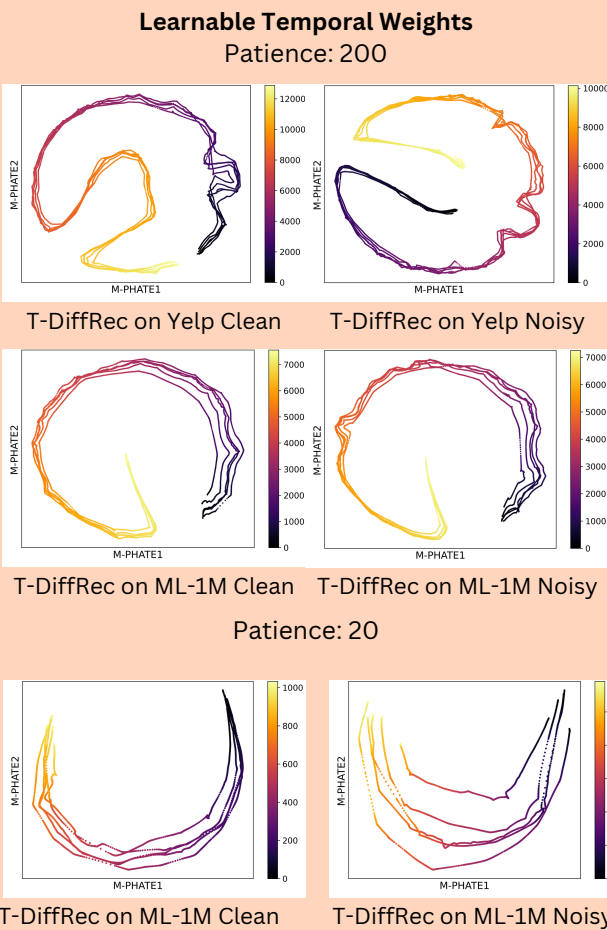 Learnable Temporal Weights
Patience: 200
M-PHATE2
M-PHATE1
12000
10000
8000
6000
4000
2000
0
M-PHATE2
M-PHATE1
10000
8000
6000
4000
2000
0
T-DiffRec on Yelp Clean
T-DiffRec on Yelp Noisy
M-PHATE2
M-PHATE1
7000
6000
5000
4000
3000
2000
1000
0
M-PHATE2
M-PHATE1
7000
6000
5000
4000
3000
2000
1000
0
T-DiffRec on ML-1M Clean
T-DiffRec on ML-1M Noisy
Patience: 20
M-PHATE2
M-PHATE1
1000
800
600
400
200
0
M-PHATE2
M-PHATE1
T-DiffRec on ML-1M Clean
T-DiffRec on ML-1M Noisy